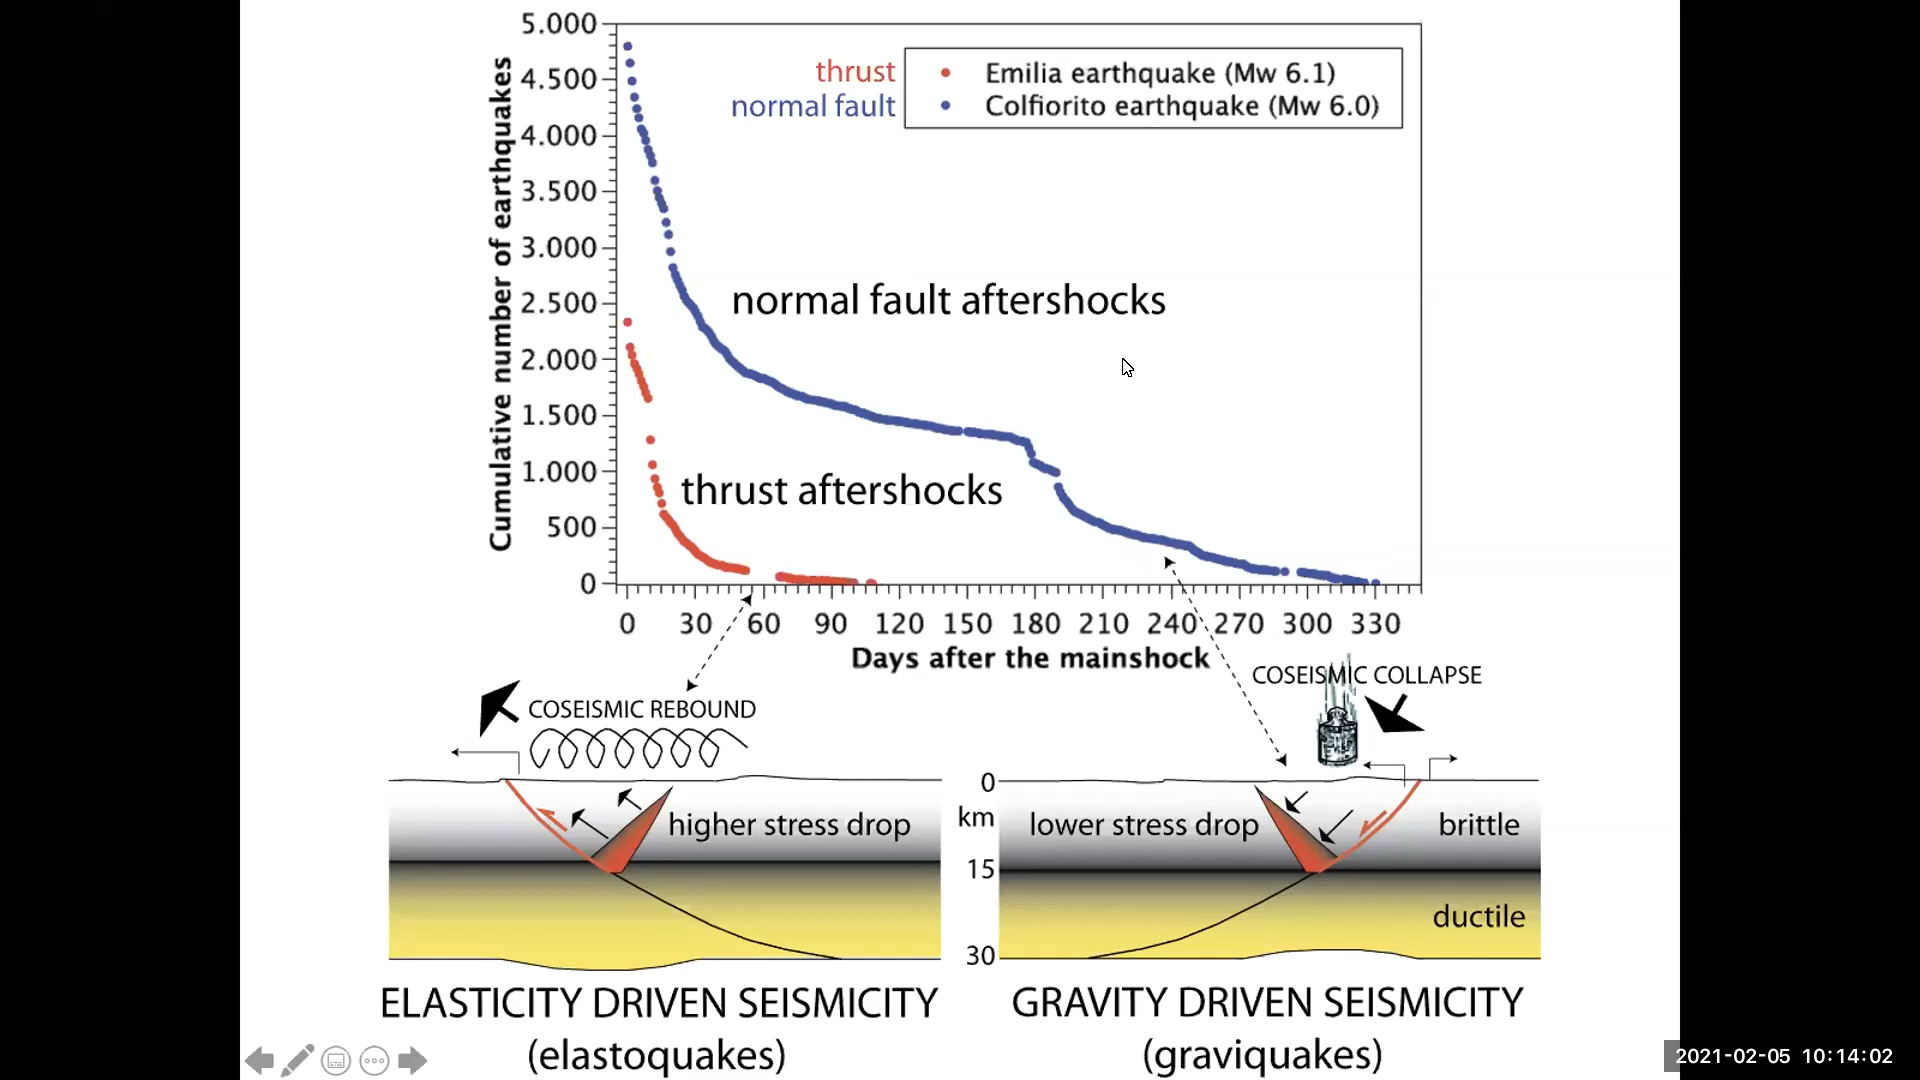 5.000
4.500
4.000
3.500
3.000
2.500
2.000
1.500
1.000
500
0
Cumulative number of earthquakes
thrust
normal fault
Emilia earthquake (Mw 6.1)
Colfiorito earthquake (Mw 6.0)
normal fault aftershocks
thrust aftershocks
0 30 60 90 120 150 180 210 240 270 300 330
Days after the mainshock
COSEISMIC REBOUND
COSEISMIC COLLAPSE
higher stress drop
0
km
15
30
lower stress drop
brittle
ductile
ELASTICITY DRIVEN SEISMICITY
(elastoquakes)
GRAVITY DRIVEN SEISMICITY
(graviquakes)
2021-02-05 10:14:02